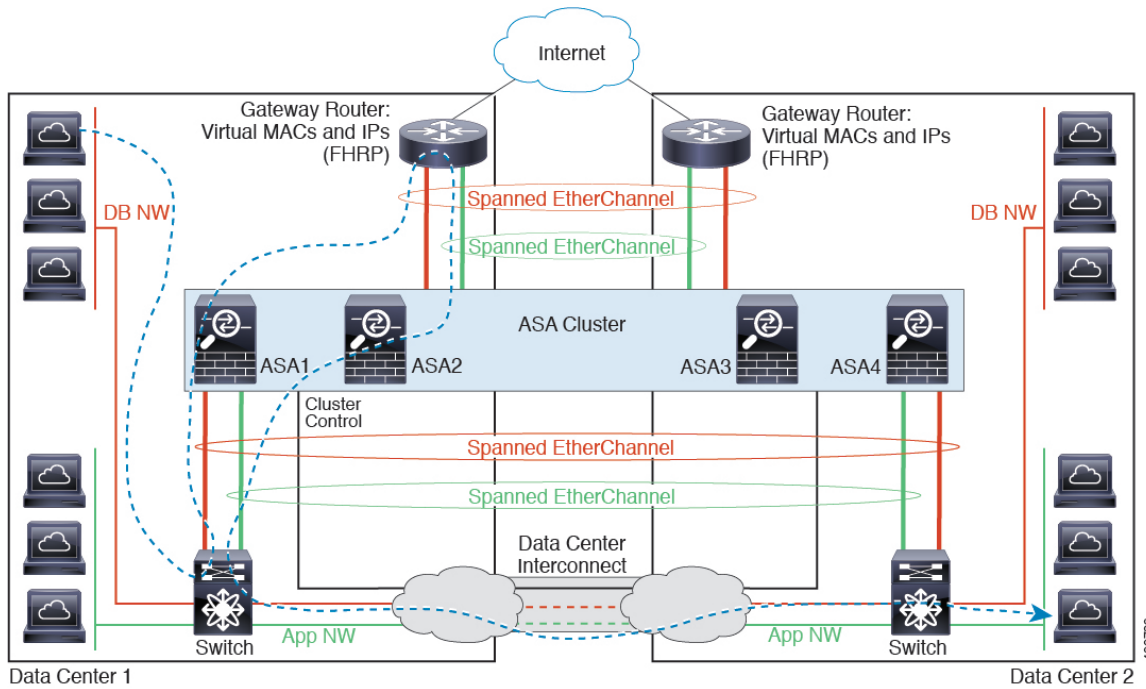 Internet
Gateway Router:
Virtual MACs and IPs
(FHRP)
Gateway Router:
Virtual MACs and IPs
(FHRP)
DB NW
Spanned EtherChannel
DB NW
Spanned EtherChannel
ASA Cluster
ASA1
ASA2
ASA3
ASA4
Cluster
Control
Spanned EtherChannel
Spanned EtherChannel
Data Center
Interconnect
App NW
App NW
Switch
Switch
Data Center 1
Data Center 2